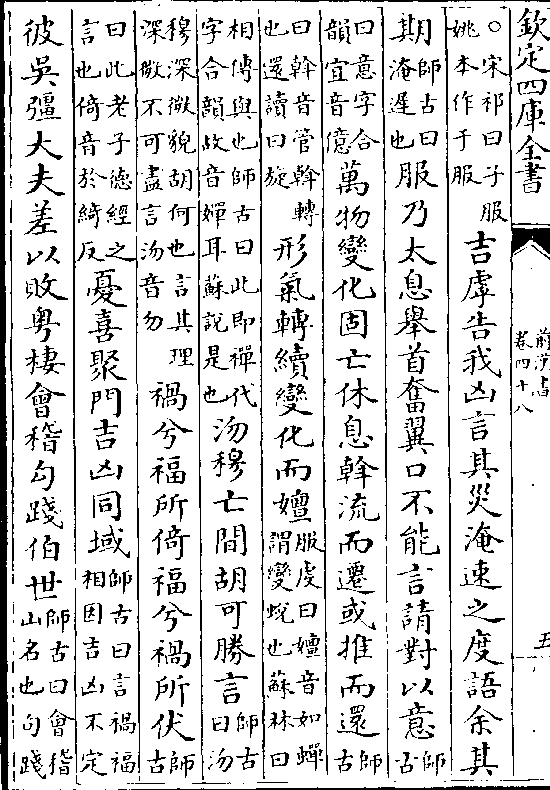 欽定四庫全書
前漢書
卷四十八
五
○宋祁曰子服姚本作于服吉虖告我凶言其災淹速之度語余其
期師古曰淹遲也服乃太息舉首奮翼口不能言請對以意師古
曰意字合韻宜音億萬物變化固亡休息斡流而遷或推而還師古
曰斡音管斡轉也還讀曰旋形氣轉續變化而嬗服虔曰嬗音如蟬謂變蛻也蘇林曰
相傳與也師古曰此即禪代字合韻故音嬋耳蘇說是也沕穆亡間胡可勝言師古曰沕
穆深微貌胡何也言其理深微不可盡言沕音勿禍兮福所倚福兮禍所伏師古
曰此老子德經之言也倚音於綺反憂喜聚門吉凶同域師古曰言禍福相因吉凶不定
彼吳彊大夫差以敗粤棲會稽勾踐伯世師古曰會稽山名也句踐